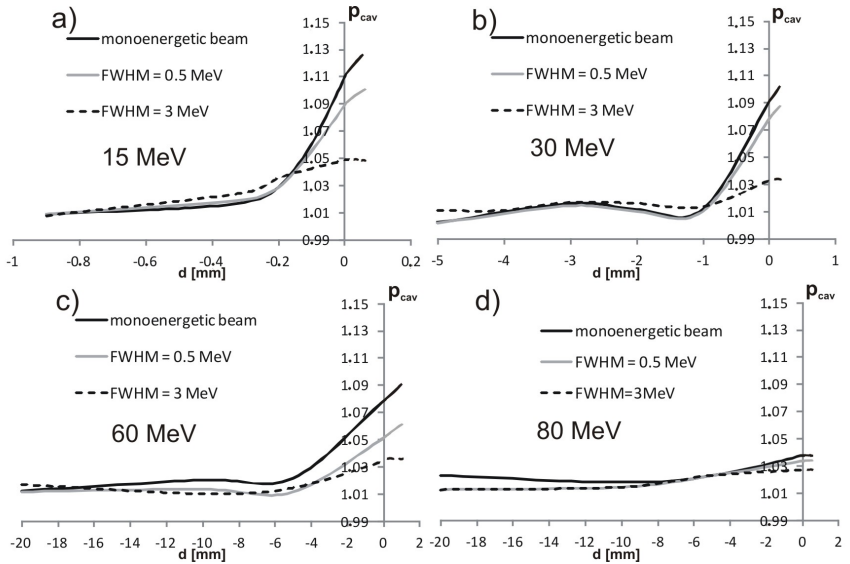 a)
p cav
monoenergetic beam
FWHM = 0.5 MeV
FWHM = 3 MeV
15 MeV
1.15
1.13
1.11
1.09
1.07
1.05
1.03
1.01
0.99
-1 -0.8 -0.6 -0.4 -0.2 0 0.2
d [mm]
b)
p cav
monoenergetic beam
FWHM = 0.5 MeV
FWHM = 3 MeV
30 MeV
1.15
1.13
1.11
1.09
1.07
1.05
1.03
1.01
0.99
-5 -4 -3 -2 -1 0 1
d [mm]
c)
p cav
monoenergetic beam
FWHM = 0.5 MeV
FWHM = 3 MeV
60 MeV
1.15
1.13
1.11
1.09
1.07
1.05
1.03
1.01
0.99
-20 -18 -16 -14 -12 -10 -8 -6 -4 -2 0 2
d [mm]
d)
p cav
monoenergetic beam
FWHM = 0.5 MeV
FWHM=3MeV
80 MeV
1.15
1.13
1.11
1.09
1.07
1.05
1.03
1.01
0.99
-20 -18 -16 -14 -12 -10 -8 -6 -4 -2 0 2
d [mm]